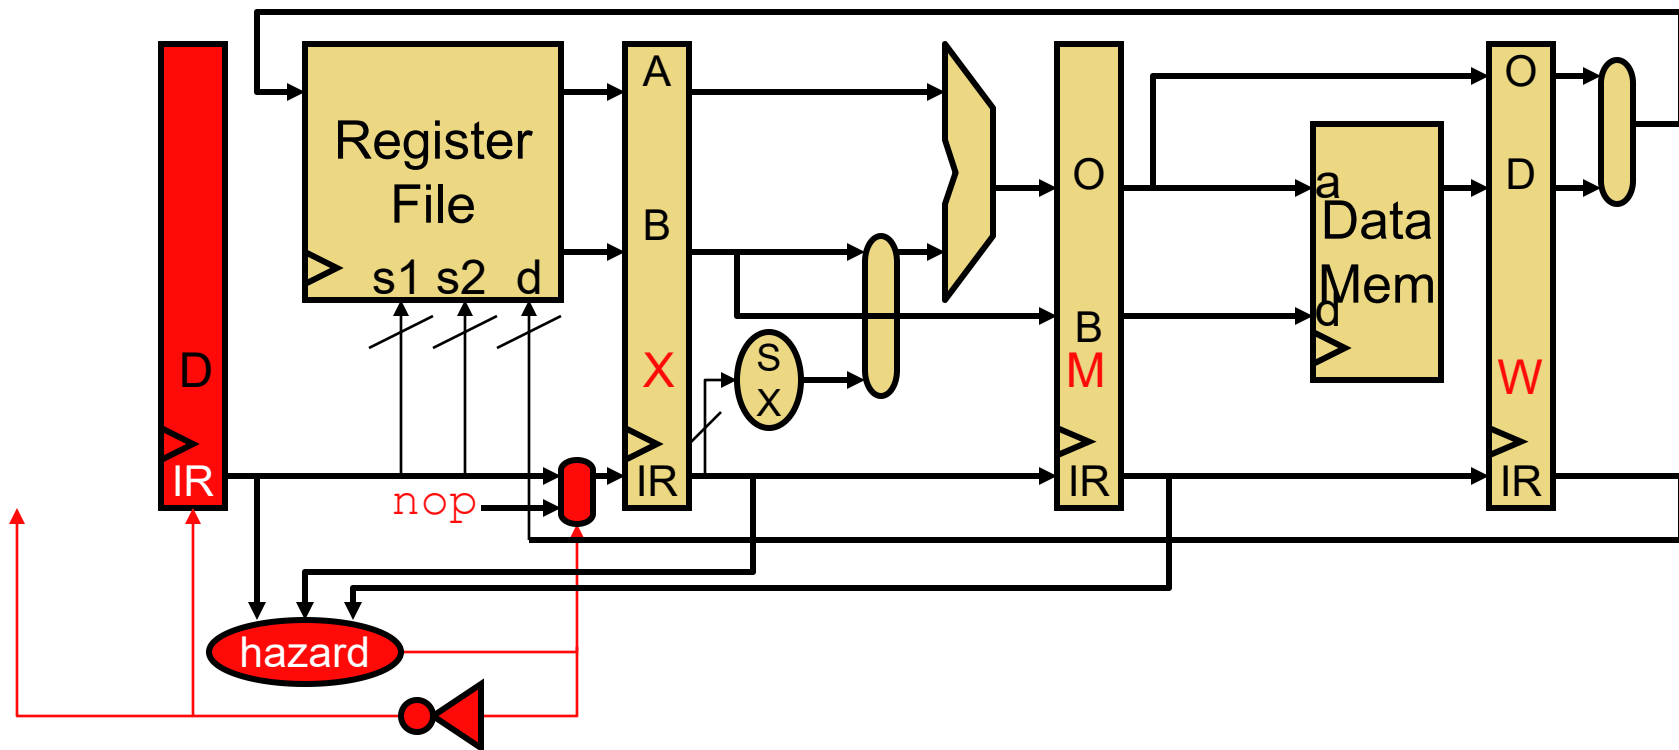 D
IR
Register
File
s1 s2 d
A
B
X
IR
nop
S
X
O
B
M
IR
a
Data
Mem
d
O
D
W
IR
hazard